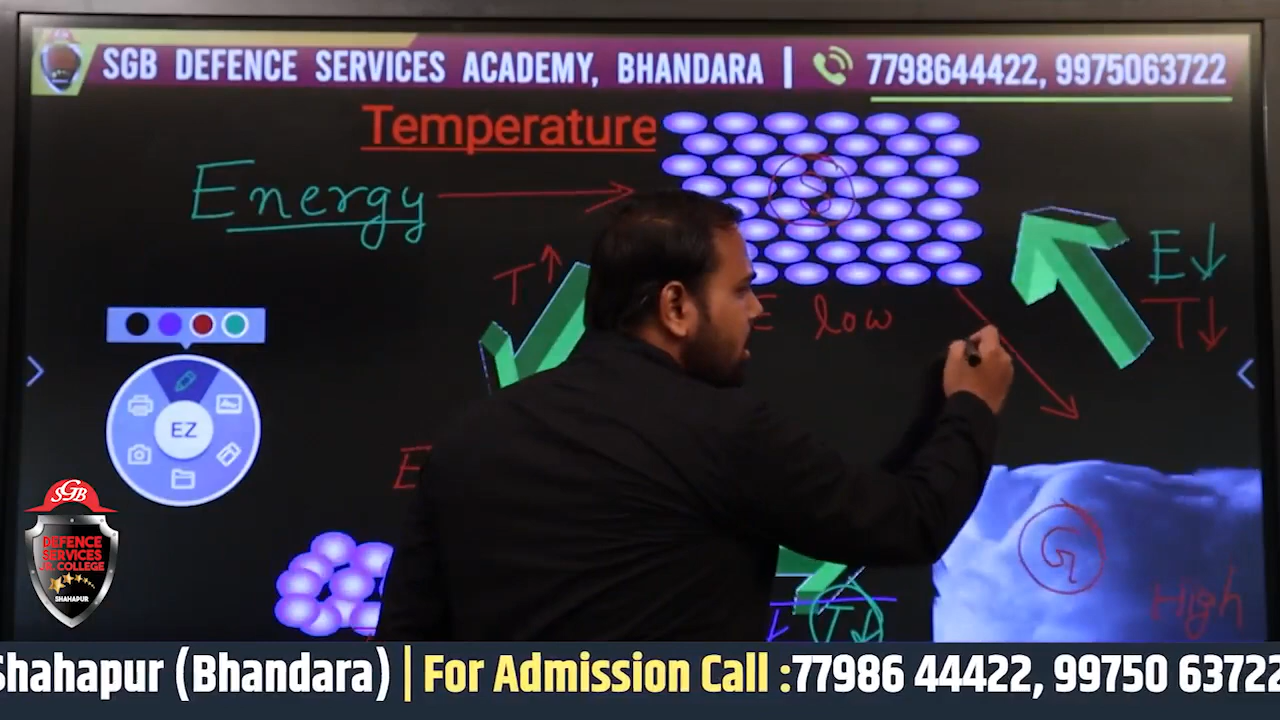 SGB DEFENCE SERVICES ACADEMY, BHANDARA | 7798644422, 9975063722
Temperature
Energy
S
T↑
E↓
T↓
E low
EZ
E
G
High
T↓
SGB
DEFENCE
SERVICES
JR. COLLEGE
SHAHAPUR
Shahapur (Bhandara) | For Admission Call :77986 44422, 99750 63722